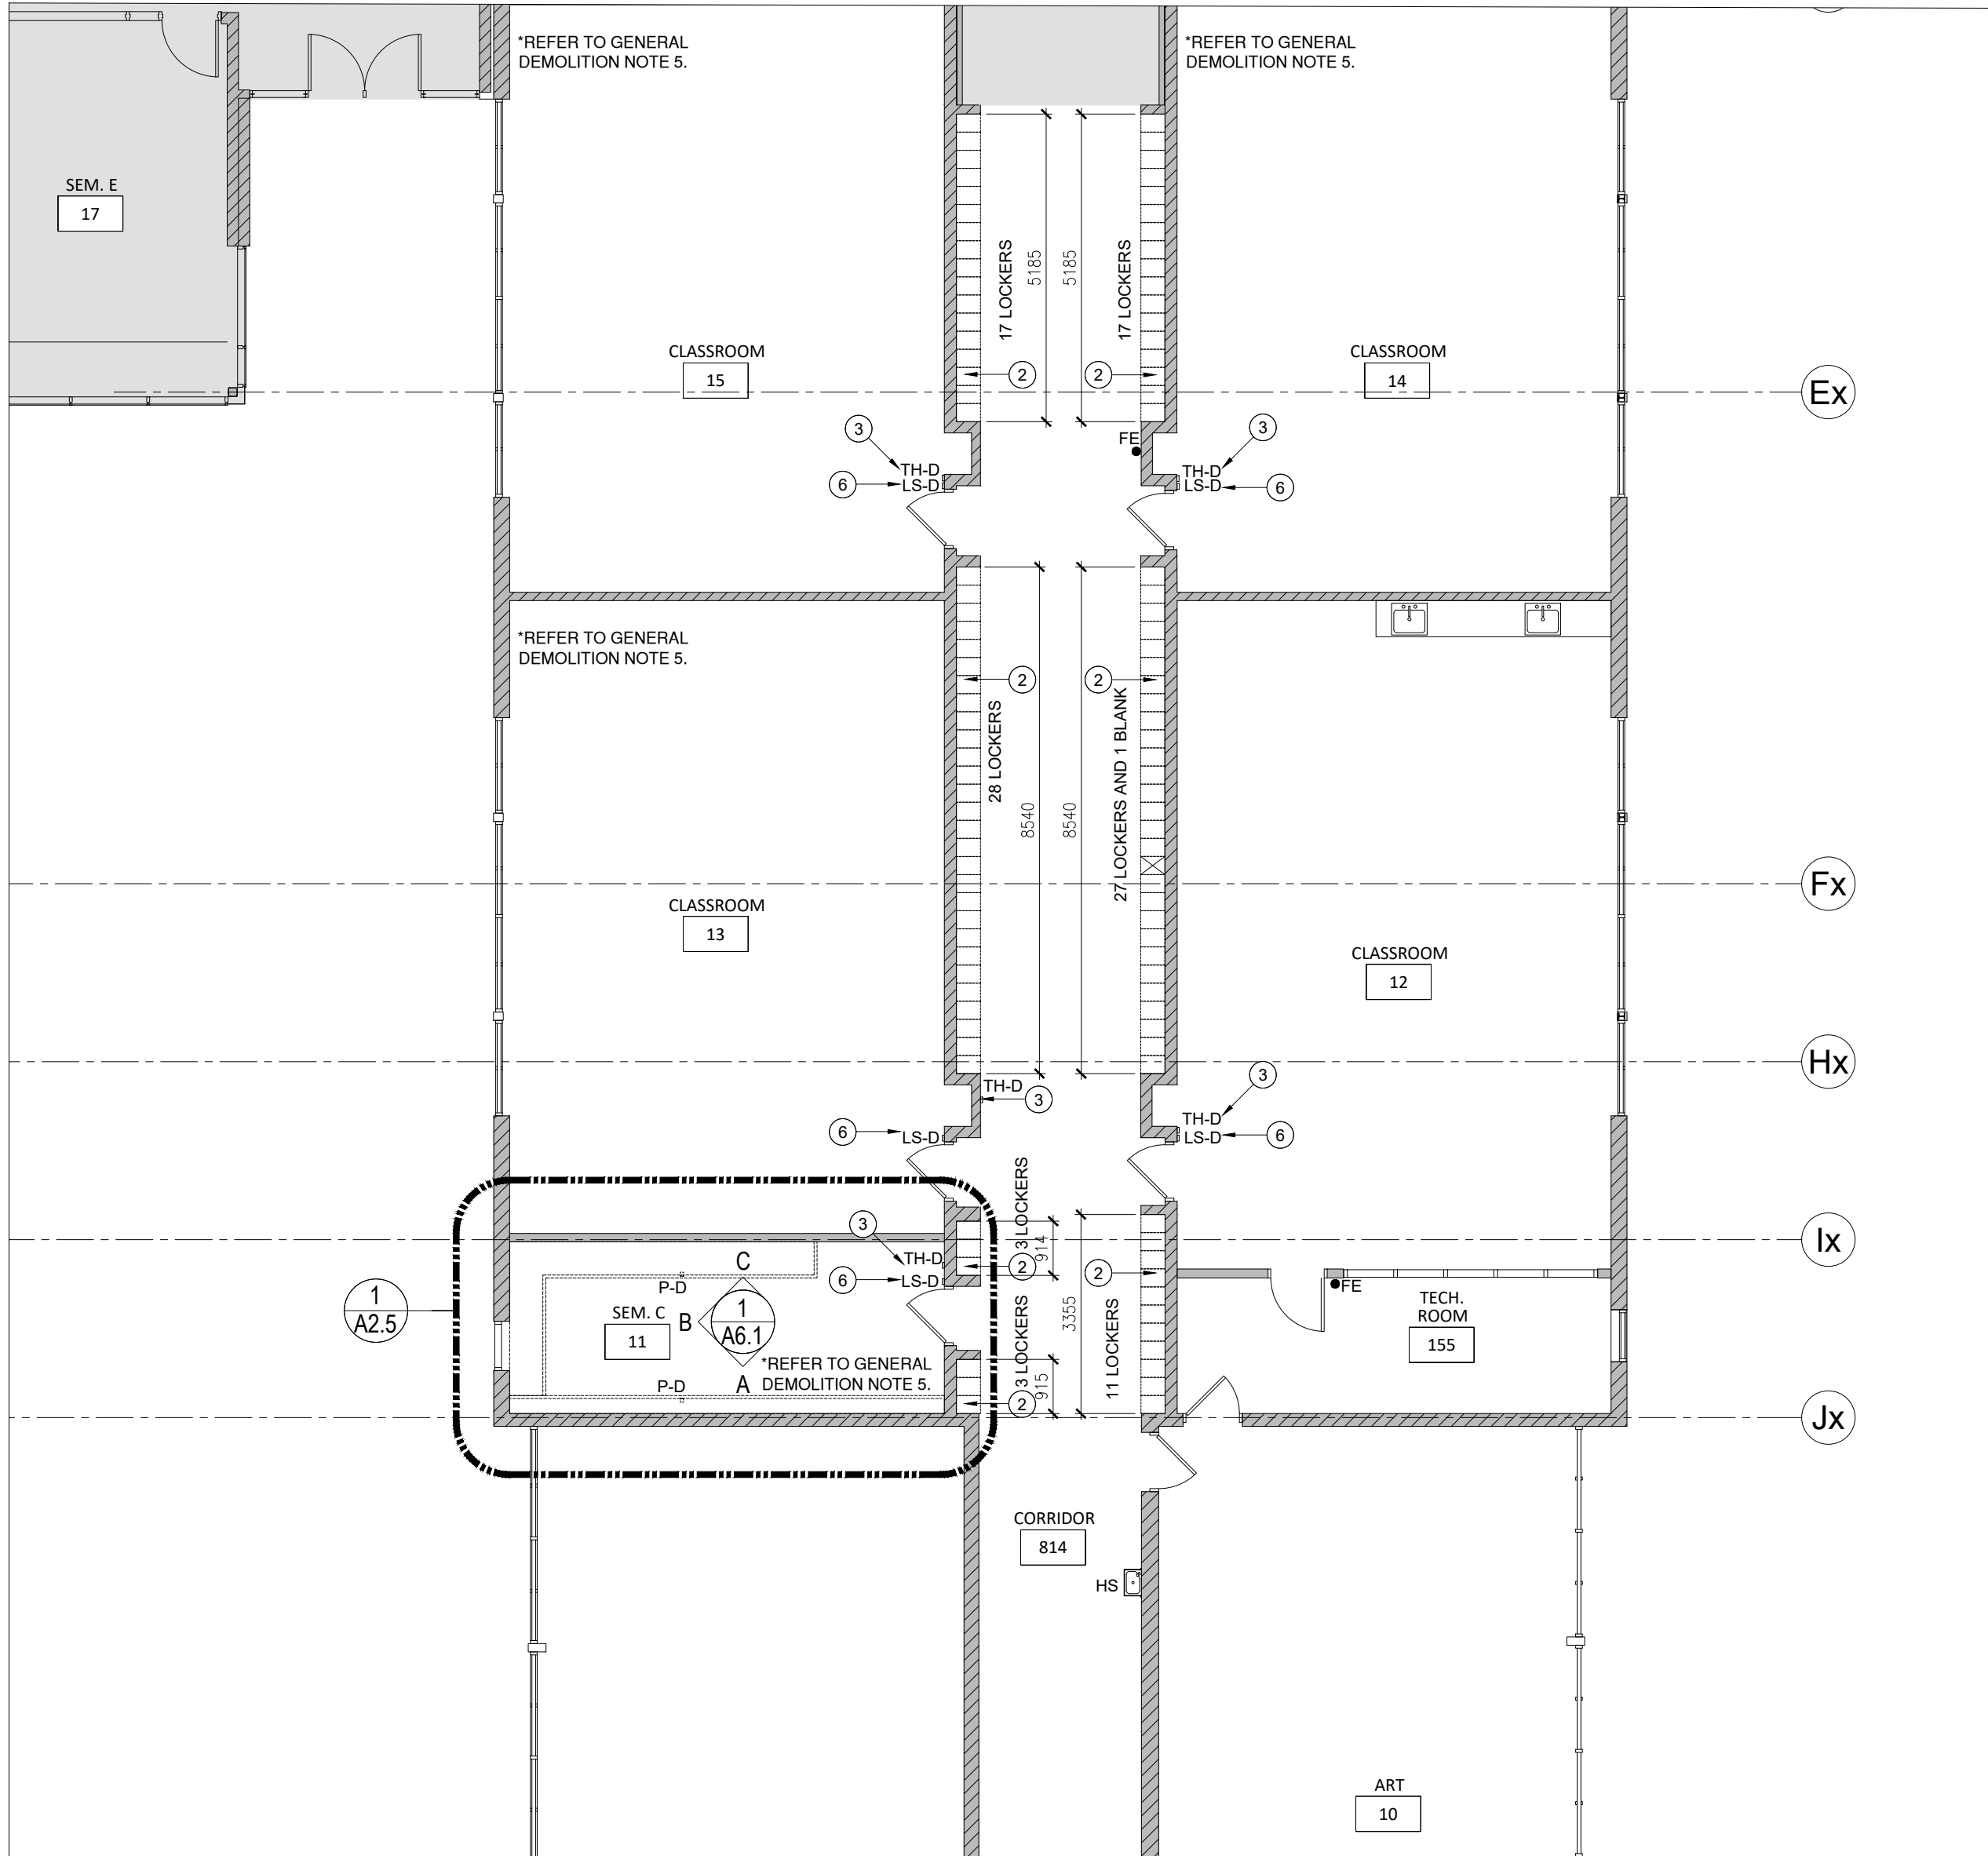 *REFER TO GENERAL
DEMOLITION NOTE 5.
*REFER TO GENERAL
DEMOLITION NOTE 5.
SEM. E
17
17 LOCKERS
5185
5185
17 LOCKERS
CLASSROOM
15
2
2
CLASSROOM
14
Ex
3
TH-D
6
LS-D
FE
3
TH-D
LS-D
6
*REFER TO GENERAL
DEMOLITION NOTE 5.
2
2
28 LOCKERS
8540
8540
27 LOCKERS AND 1 BLANK
Fx
CLASSROOM
13
CLASSROOM
12
Hx
TH-D
3
6
LS-D
3
TH-D
LS-D
6
3 LOCKERS
914
2
3
TH-D
6
LS-D
C
P-D
SEM. C
11
B
1
A6.1
A
*REFER TO GENERAL
DEMOLITION NOTE 5.
P-D
1
A2.5
3 LOCKERS
915
2
3355
2
11 LOCKERS
Ix
FE
TECH.
ROOM
155
Jx
CORRIDOR
814
HS
ART
10